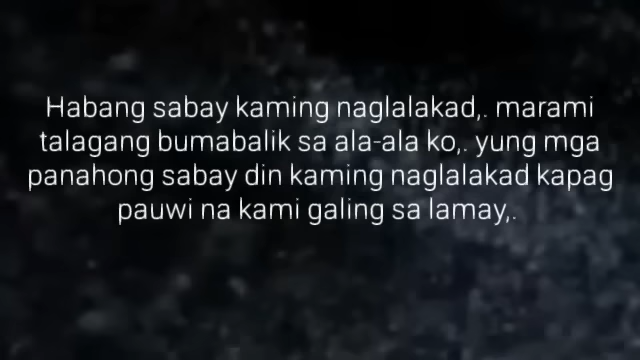 Habang sabay kaming naglalakad,. marami
talagang bumabalik sa ala-ala ko,. yung mga
panahong sabay din kaming naglalakad kapag
pauwi na kami galing sa lamay,.